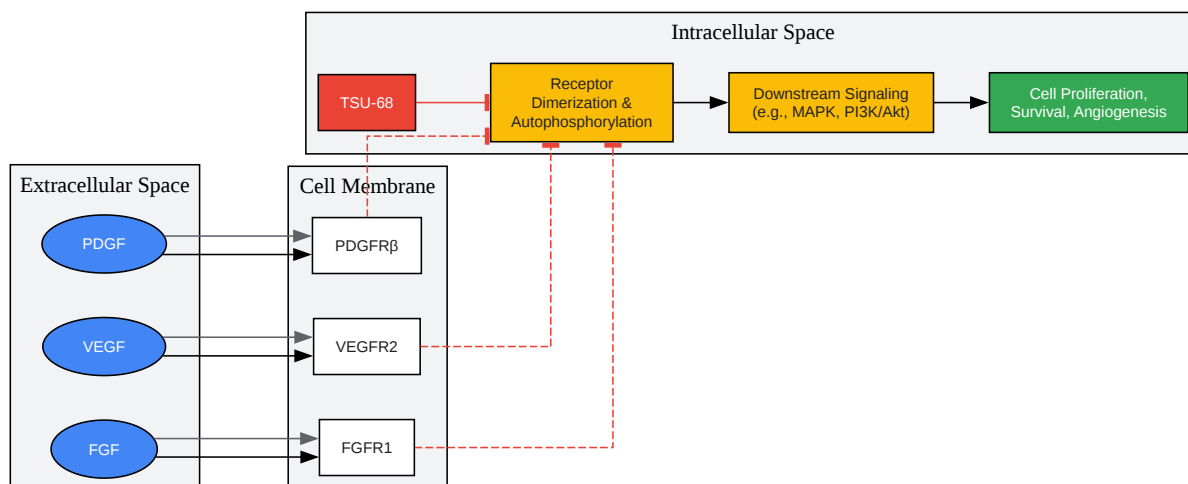 Intracellular Space
TSU-68
Receptor
Dimerization &
Autophosphorylation
Downstream Signaling
(e.g., MAPK, PI3K/Akt)
Cell Proliferation,
Survival, Angiogenesis
Extracellular Space
PDGF
VEGF
FGF
Cell Membrane
PDGFRβ
VEGFR2
FGFR1